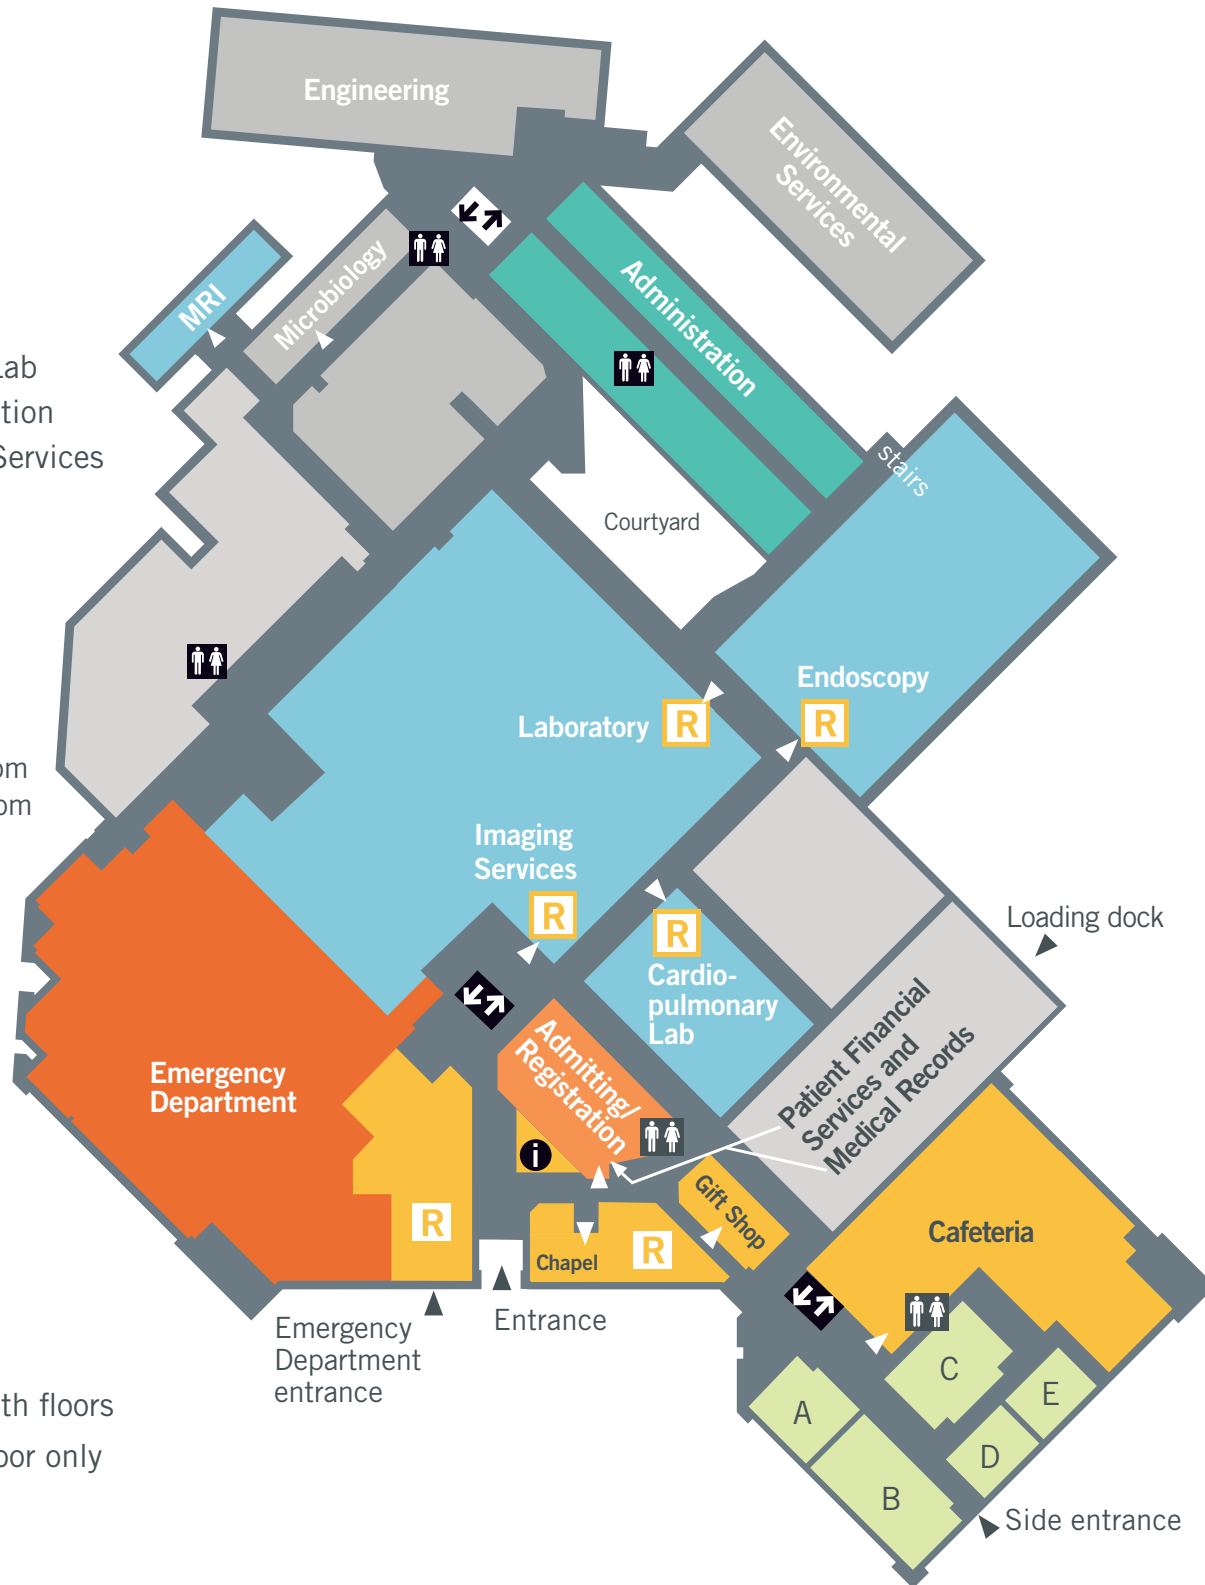 Engineering
Environmental
Services
Administration
Microbiology
MRI
Lab
tion
Services
stairs
Courtyard
Endoscopy
R
Laboratory
R
om
om
Imaging
Services
R
R
Cardio-
pulmonary
Lab
Loading dock
Patient Financial
Services and
Medical Records
Admitting/
Registration
Emergency
Department
i
R
Chapel
R
Gift Shop
Cafeteria
Entrance
Emergency
Department
entrance
A
B
C
D
E
Side entrance
th floors
oor only